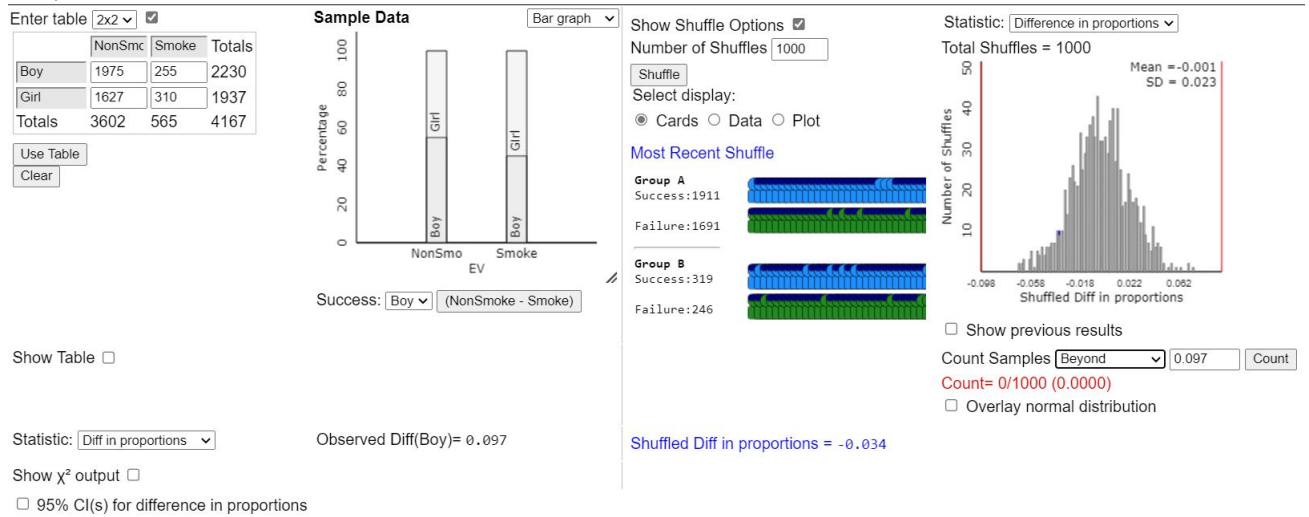 Enter table 2x2
NonSmc Smoke Totals
Boy 1975 255 2230
Girl 1627 310 1937
Totals 3602 565 4167
Use Table
Clear
Show Table
Statistic: Diff in proportions
Show χ² output
95% CI(s) for difference in proportions
Sample Data
Bar graph
Percentage
0 20 40 60 80 100
Girl
Boy
Girl
Boy
NonSmo Smoke
EV
Success: Boy (NonSmoke - Smoke)
Observed Diff(Boy)= 0.097
Show Shuffle Options
Number of Shuffles 1000
Shuffle
Select display:
Cards Data Plot
Most Recent Shuffle
Group A
Success:1911
Failure:1691
Group B
Success:319
Failure:246
Shuffled Diff in proportions = -0.034
Statistic: Difference in proportions
Total Shuffles = 1000
Mean =-0.001
SD = 0.023
Number of Shuffles
10 20 30 40 50
-0.098 -0.058 -0.018 0.022 0.062
Shuffled Diff in proportions
Show previous results
Count Samples Beyond 0.097 Count
Count= 0/1000 (0.0000)
Overlay normal distribution